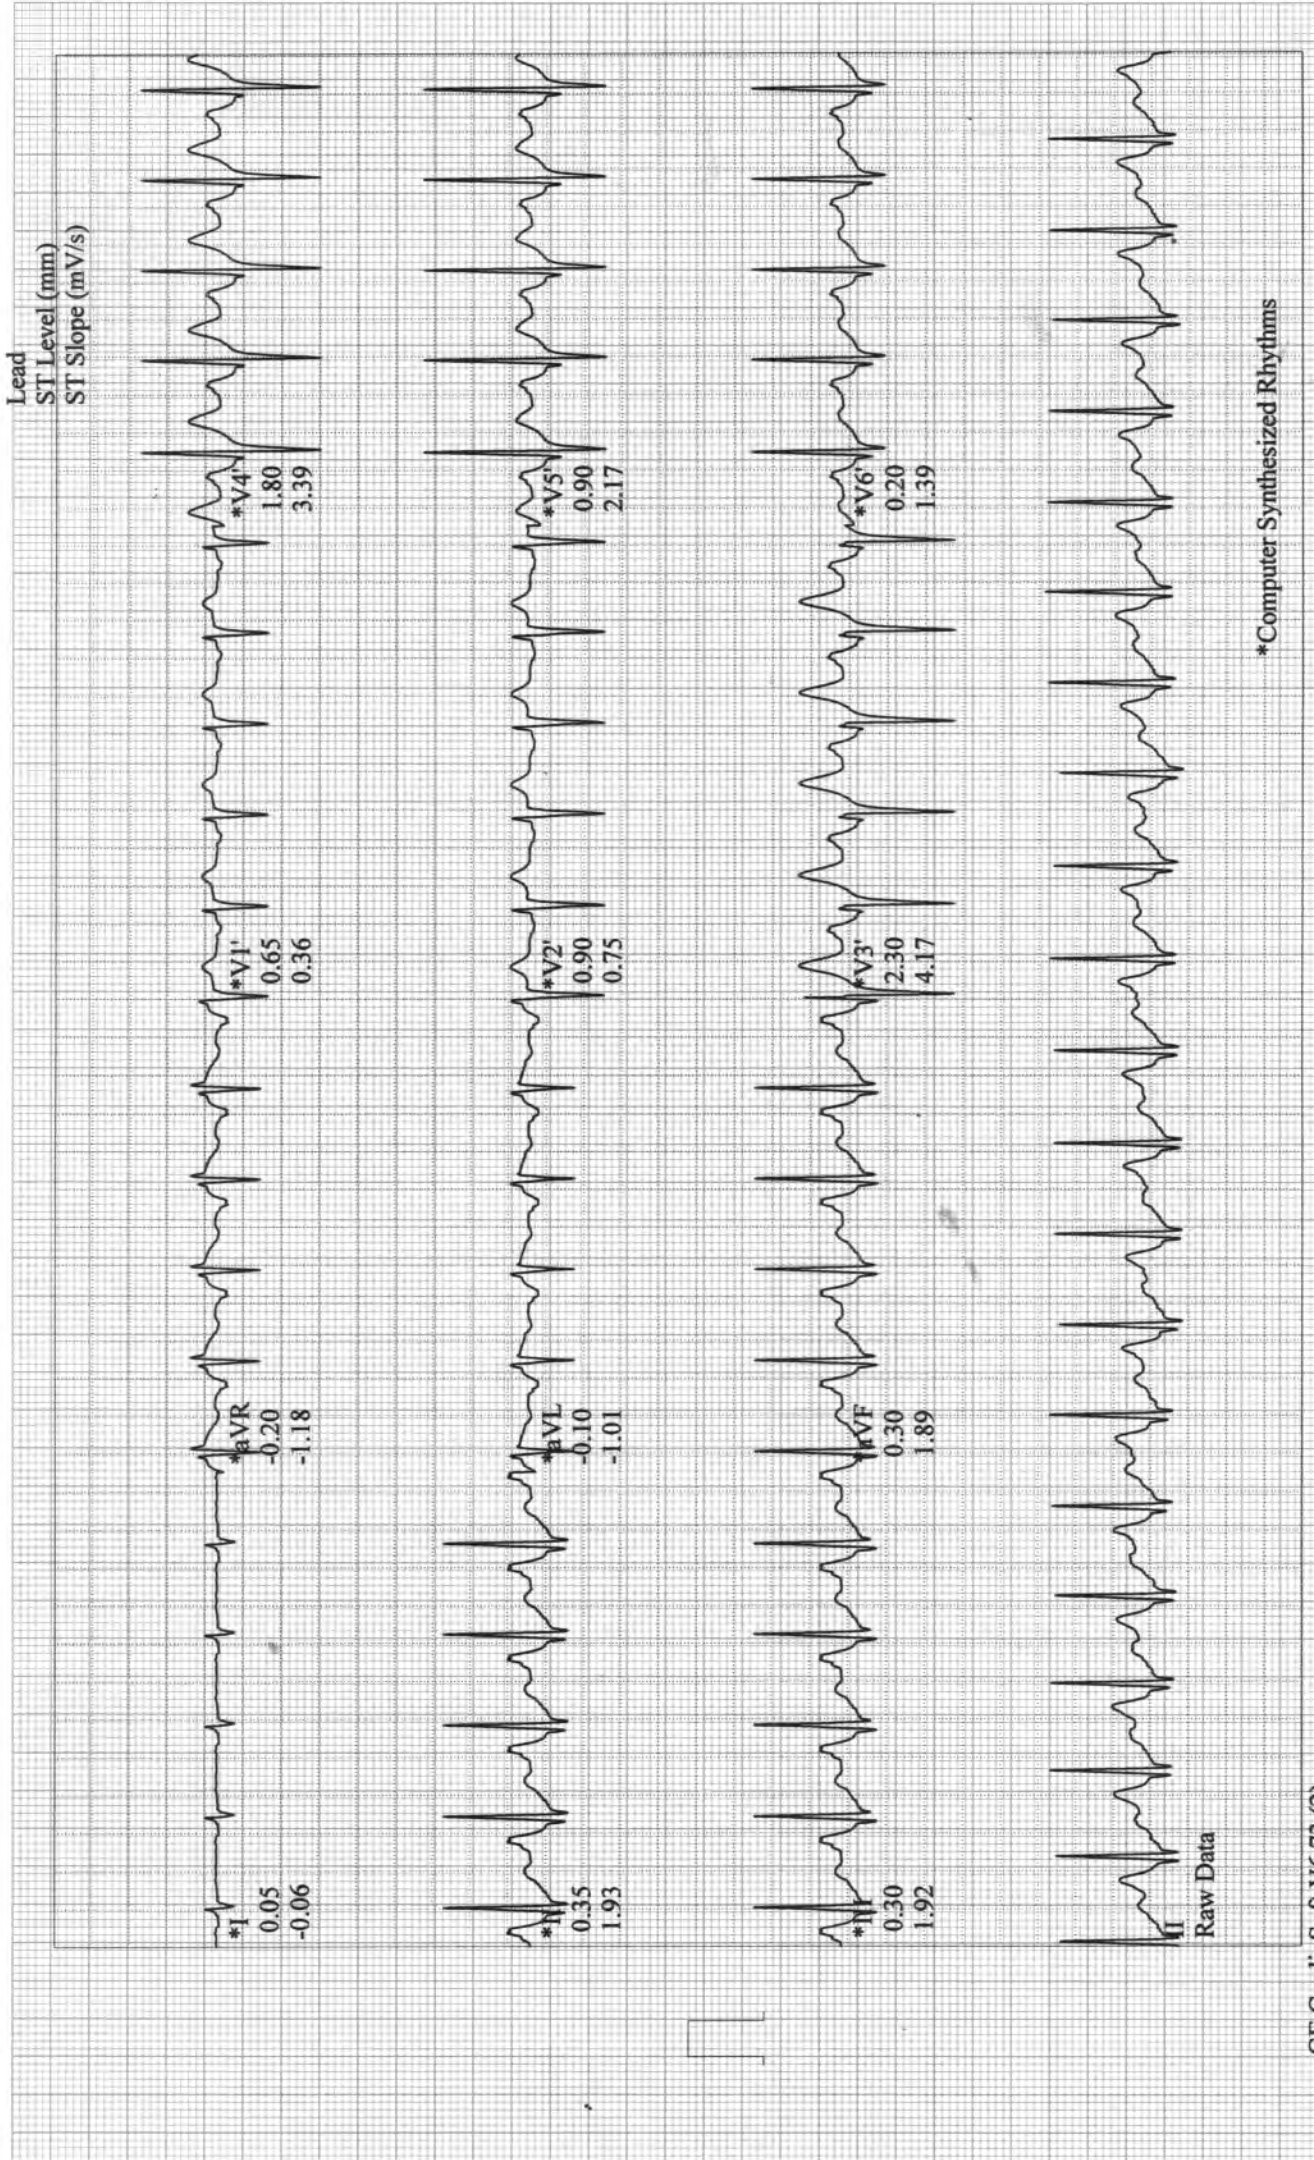 Lead
ST Level (mm)
ST Slope (mV/s)
*I
0.05
-0.06
*aVR
-0.20
-1.18
*V1'
0.65
0.36
*V4'
1.80
3.39
*II
0.35
1.93
*aVL
-0.10
-1.01
*V2'
0.90
0.75
*V5'
0.90
2.17
*III
0.30
1.92
*aVF
0.30
1.89
*V3'
2.30
4.17
*V6'
0.20
1.39
II
Raw Data
*Computer Synthesized Rhythms